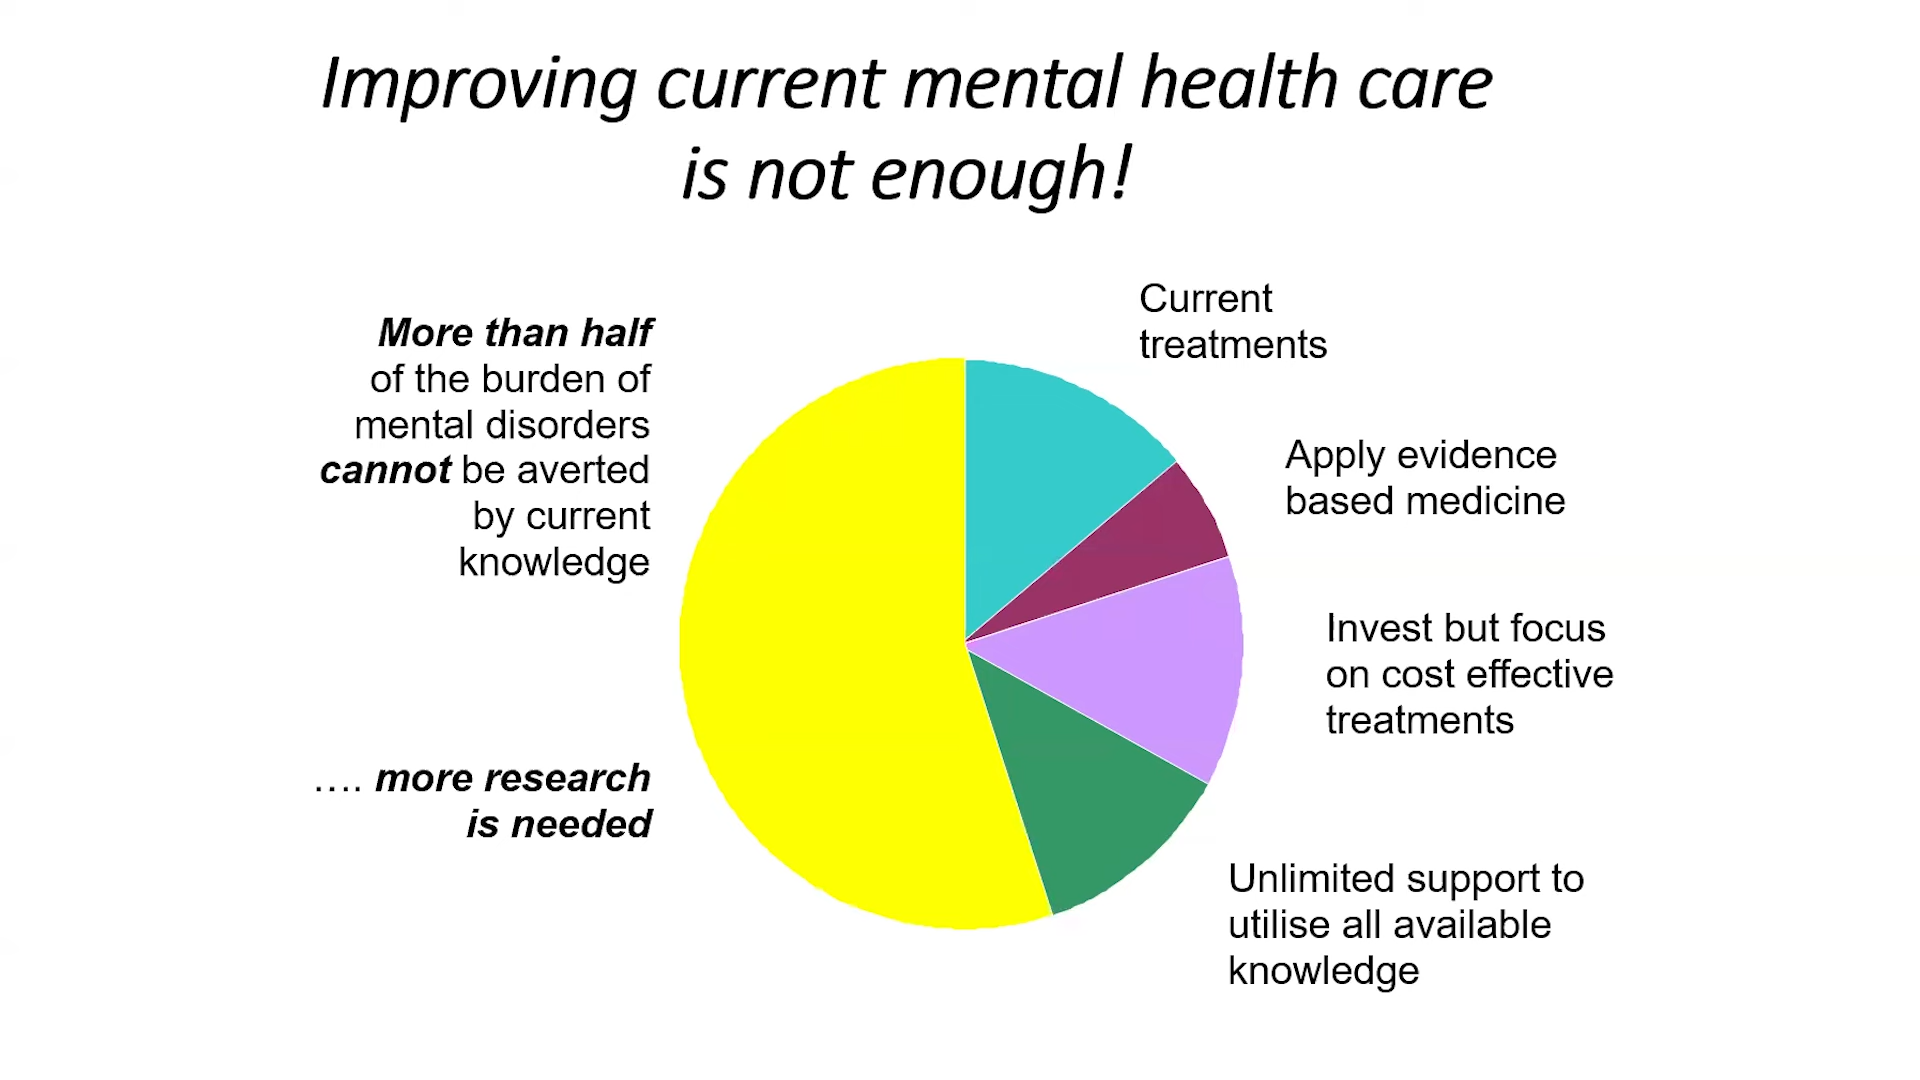 Improving current mental health care
is not enough!
More than half
of the burden of
mental disorders
cannot be averted
by current
knowledge
…. more research
is needed
Current
treatments
Apply evidence
based medicine
Invest but focus
on cost effective
treatments
Unlimited support to
utilise all available
knowledge